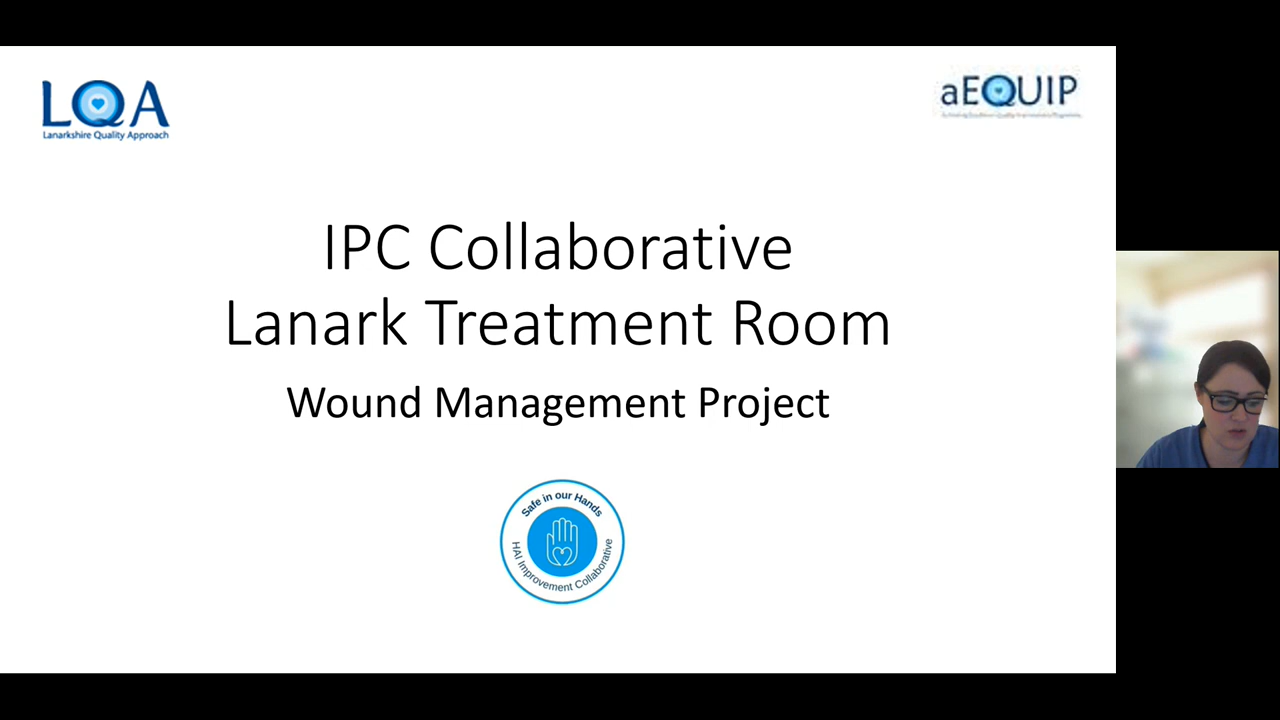 LQA
Lanarkshire Quality Approach
aEQUIP
IPC Collaborative
Lanark Treatment Room
Wound Management Project
Safe in our Hands
HAI Improvement Collaborative